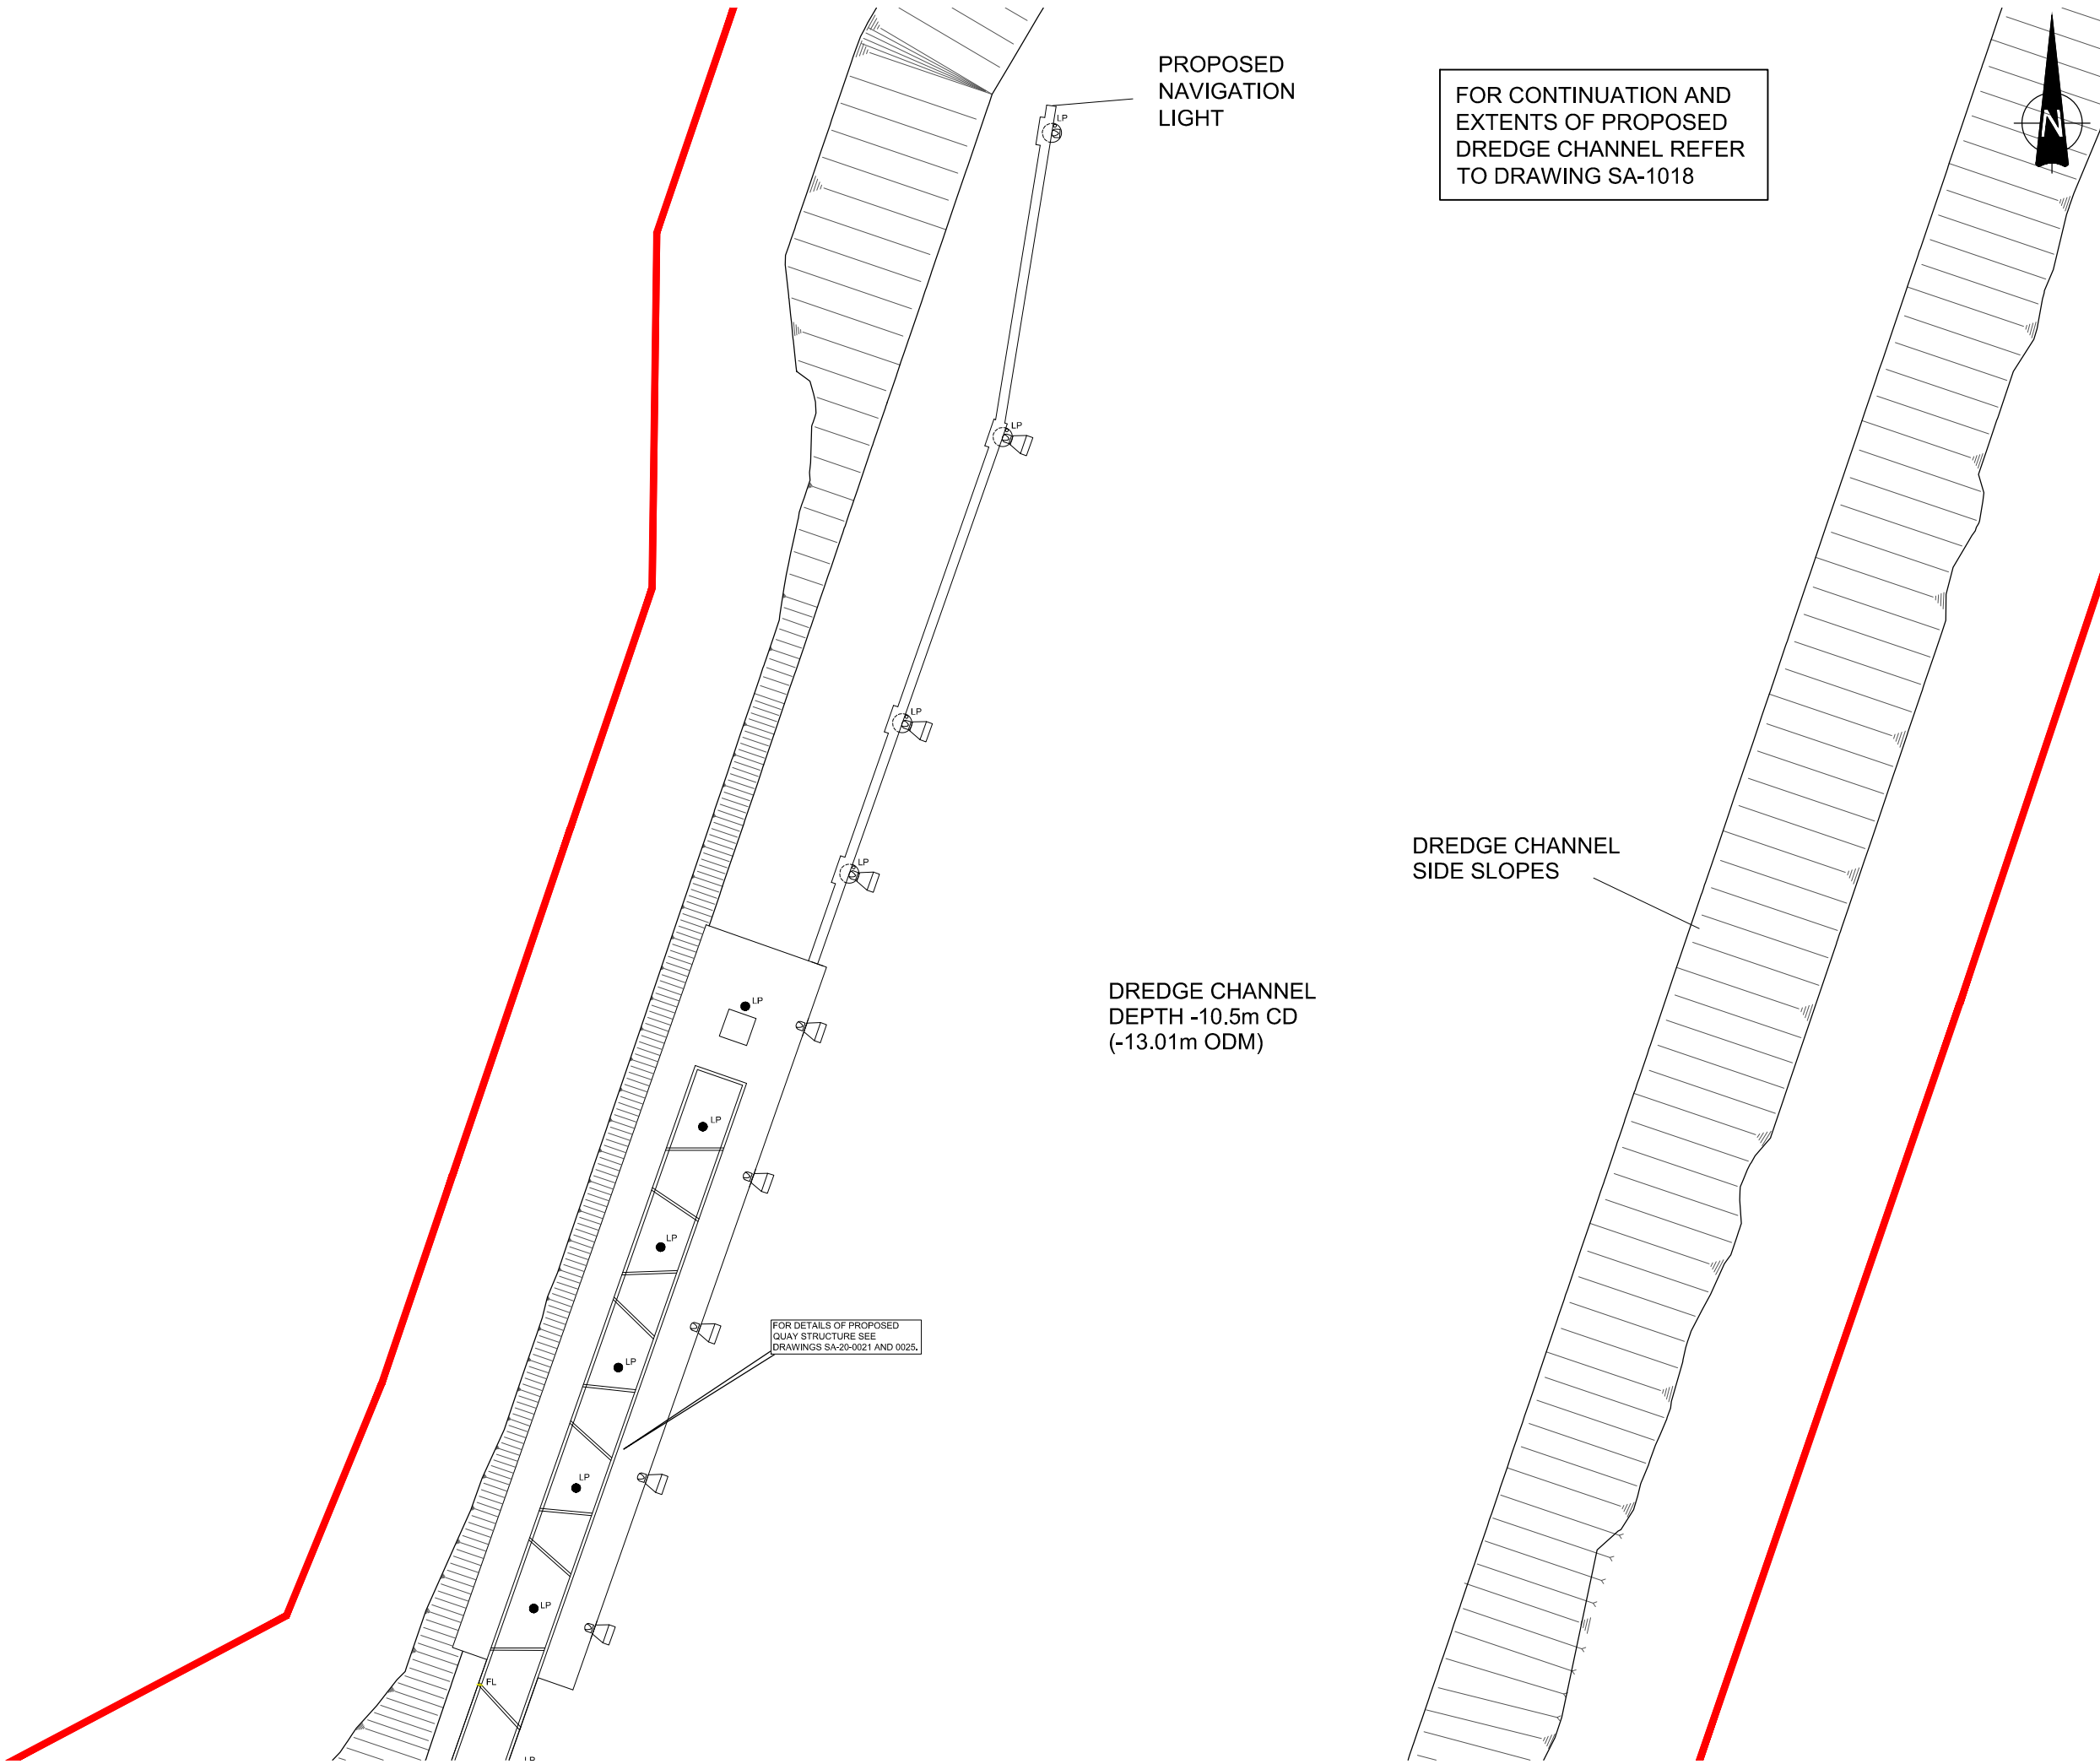 PROPOSED
NAVIGATION
LIGHT
FOR CONTINUATION AND
EXTENTS OF PROPOSED
DREDGE CHANNEL REFER
TO DRAWING SA-1018
N
LP
LP
LP
LP
DREDGE CHANNEL
SIDE SLOPES
DREDGE CHANNEL
DEPTH -10.5m CD
(-13.01m ODM)
LP
LP
LP
FOR DETAILS OF PROPOSED
QUAY STRUCTURE SEE
DRAWINGS SA-20-0021 AND 0025.
LP
LP
LP
FL
LP